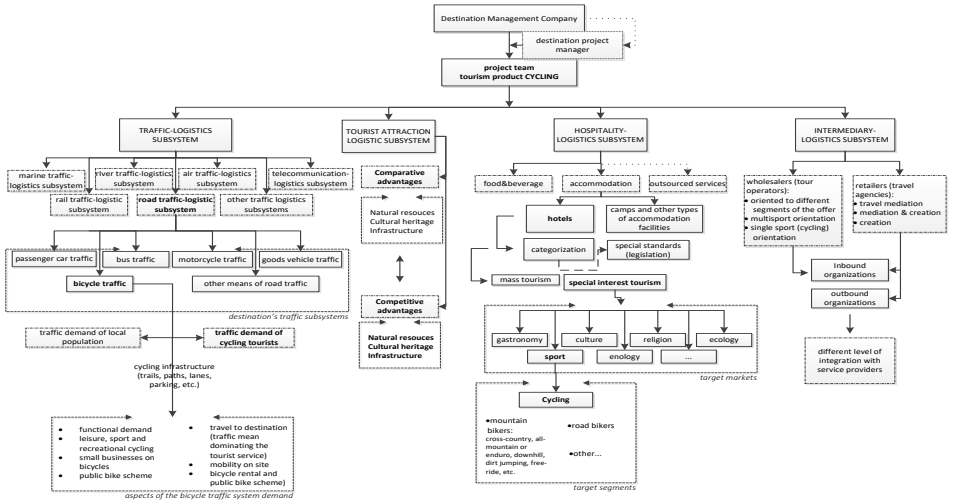 Destination Management Company
destination project
manager
project team
tourism product CYCLING
TRAFFIC-LOGISTICS
SUBSYSTEM
TOURIST ATTRACTION
LOGISTIC SUBSYSTEM
HOSPITALITY-
LOGISTICS SUBSYSTEM
INTERMEDIARY-
LOGISTICS SUBSYSTEM
marine traffic-
logistics subsystem
river traffic-logistics
subsystem
air traffic-logistics
subsystem
telecommunication-
logistics subsystem
rail traffic-logistic
subsystem
road traffic-logistic
subsystem
other traffic logistics
subsystems
passenger car traffic
bus traffic
motorcycle traffic
goods vehicle traffic
bicycle traffic
other means of road traffic
destination's traffic subsystems
traffic demand of local
population
traffic demand of
cycling tourists
cycling infrastructure
(trails, paths, lanes,
parking, etc.)
• functional demand
• leisure, sport and
recreational cycling
• small businesses on
bicycles
• public bike scheme
• travel to destination
(traffic mean
dominating the
tourist service)
• mobility on site
• bicycle rental and
public bike scheme)
aspects of the bicycle traffic system demand
Comparative
advantages
Natural resouces
Cultural heritage
Infrastructure
Competitive
advantages
Natural resouces
Cultural heritage
Infrastructure
food&beverage
accommodation
outsourced services
hotels
camps and other types of
accommodation
facilities
categorization
special standards
(legislation)
mass tourism
special interest tourism
gastronomy
culture
religion
ecology
sport
enology
...
target markets
Cycling
•mountain
bikers:
cross-country, all-
mountain or
enduro, downhill,
dirt jumping, free-
ride, etc.
•road bikers
•other...
target segments
wholesalers (tour
operators):
•oriented to different
segments of the offer
•multisport orientation
•single sport (cycling)
orientation
retailers (travel
agencies):
•travel mediation
•mediation & creation
•creation
Inbound
organizations
outbound
organizations
different level of
integration with
service providers